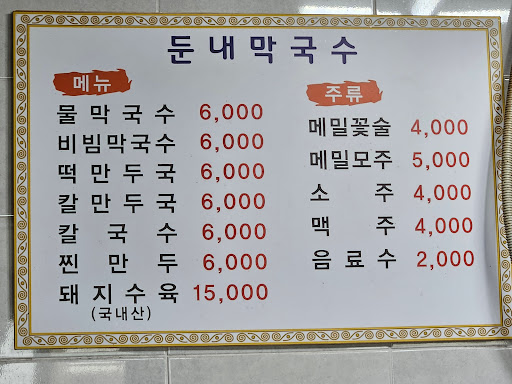 둔내막국수
메뉴
물막국수 6,000
비빔막국수 6,000
떡만두국 6,000
칼만두국 6,000
칼국수 6,000
찐만두 6,000
돼지수육 15,000
(국내산)
주류
메밀꽃술 4,000
메밀모주 5,000
소주 4,000
맥주 4,000
음료수 2,000